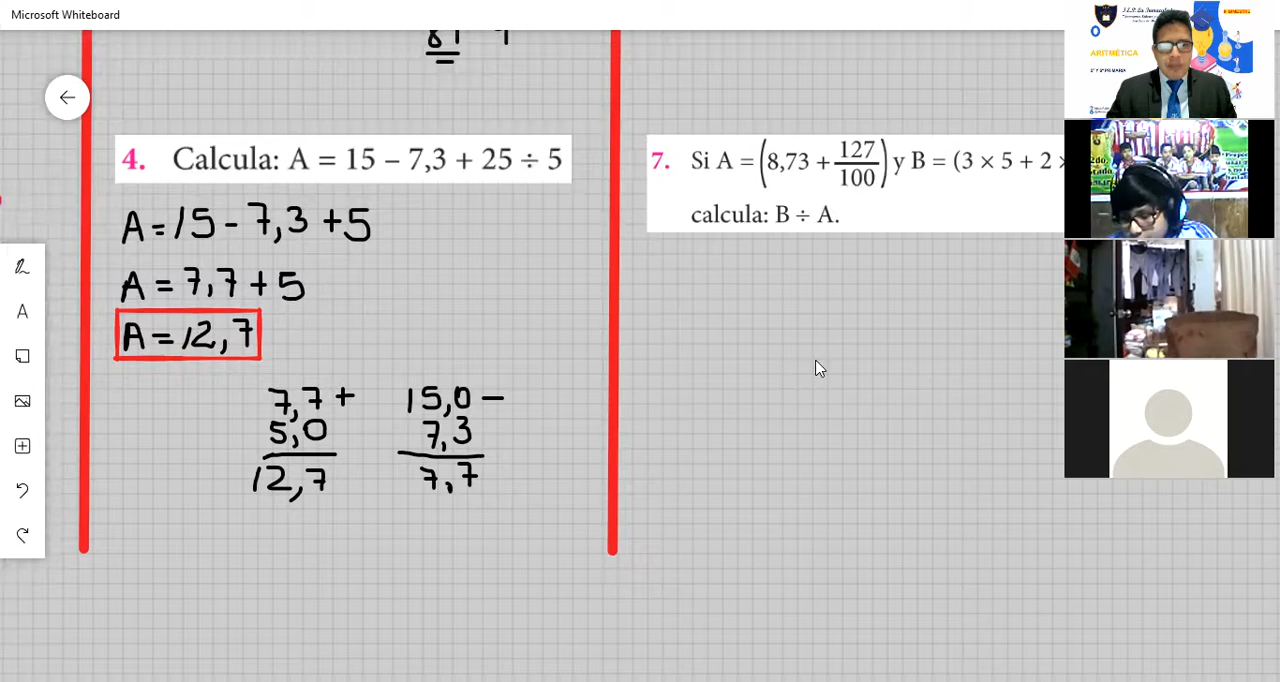 Microsoft Whiteboard
81 9
4. Calcula: A = 15 – 7,3 + 25 ÷ 5
A = 15 - 7,3 + 5
A = 7,7 + 5
A = 12,7
7,7 +
5,0
12,7
15,0 -
7,3
7,7
7. Si A = (8,73 + 127/100) y B = (3 × 5 + 2 ×
calcula: B ÷ A.
ARITMÉTICA